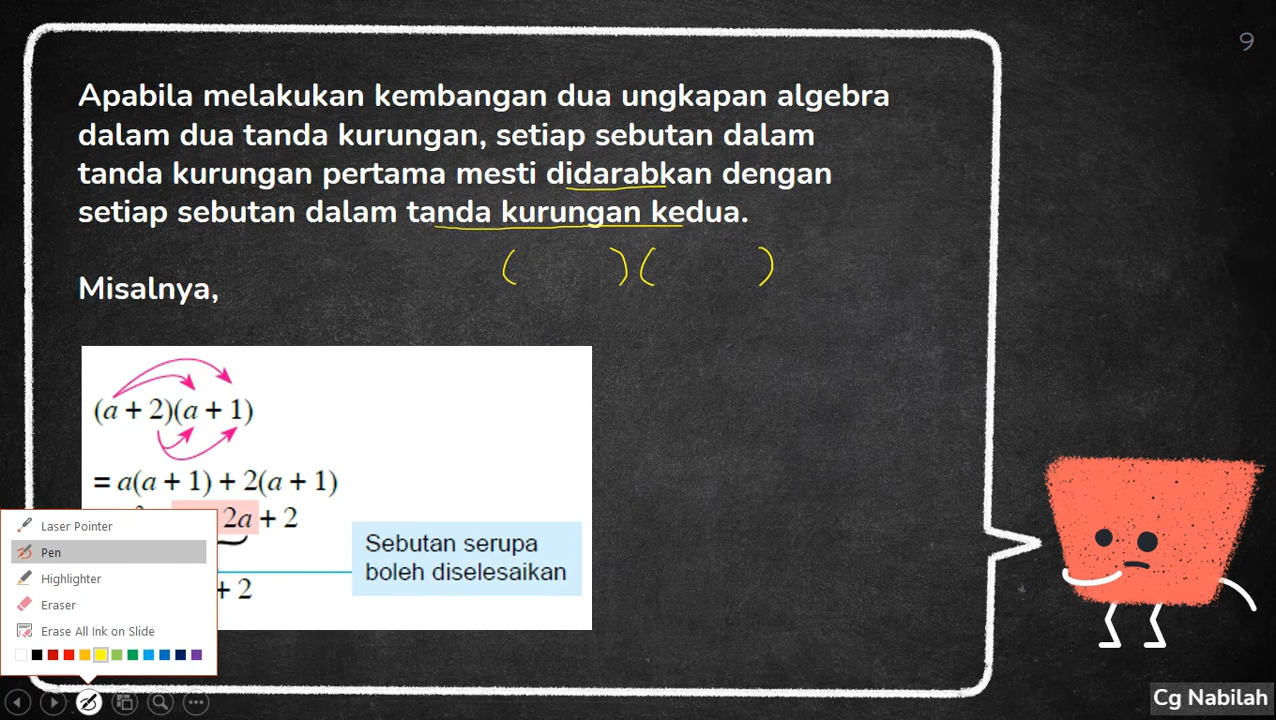 9
Apabila melakukan kembangan dua ungkapan algebra
dalam dua tanda kurungan, setiap sebutan dalam
tanda kurungan pertama mesti didarabkan dengan
setiap sebutan dalam tanda kurungan kedua.
( )( )
Misalnya,
(a + 2)(a + 1)
= a(a + 1) + 2(a + 1)
2a + 2
Sebutan serupa
boleh diselesaikan
+ 2
Laser Pointer
Pen
Highlighter
Eraser
Erase All Ink on Slide
Cg Nabilah